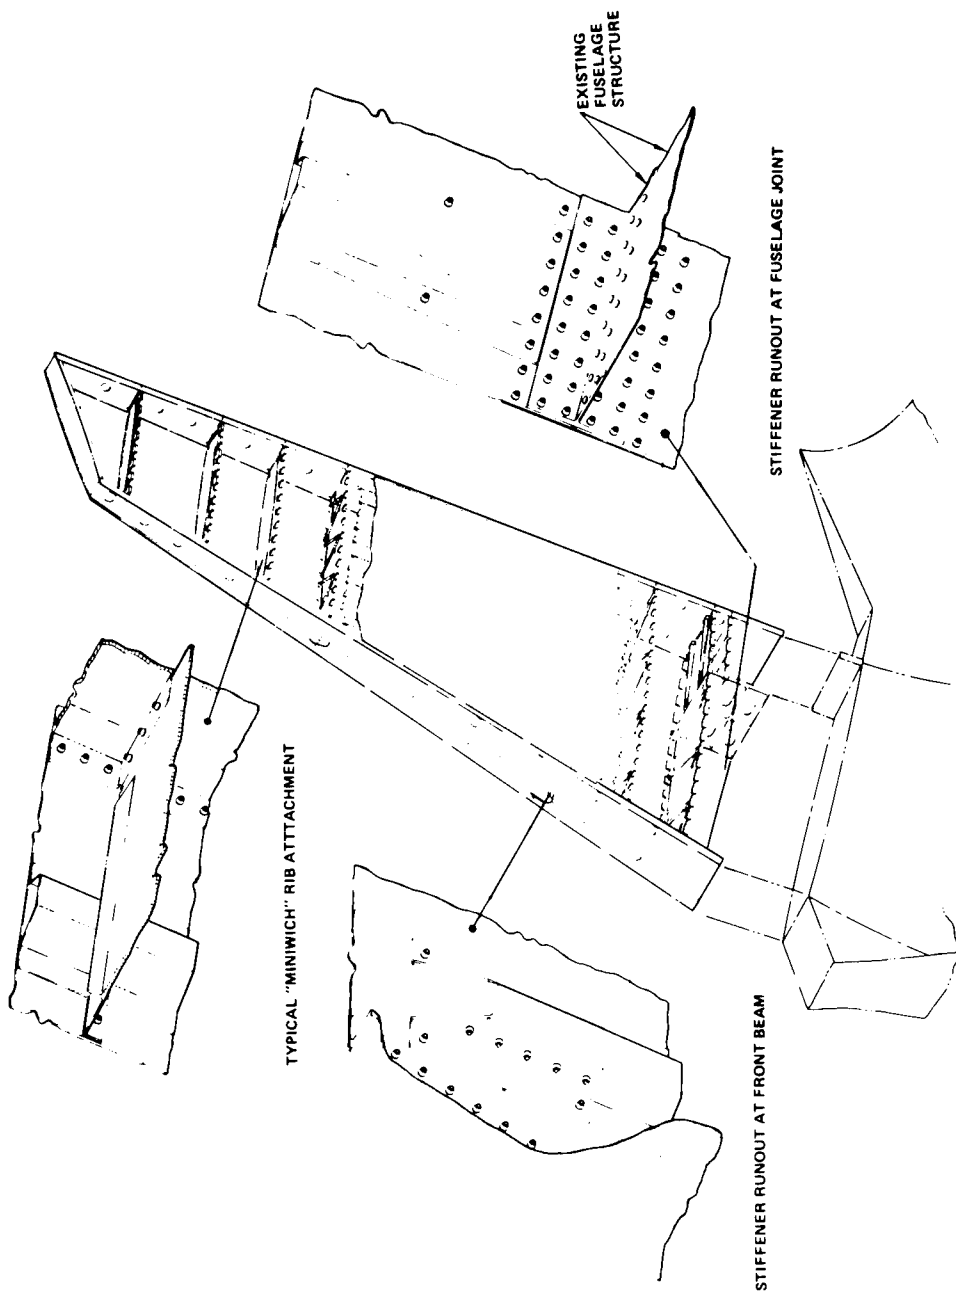 EXISTING
FUSELAGE
STRUCTURE
STIFFENER RUNOUT AT FUSELAGE JOINT
TYPICAL "MINIWICH" RIB ATTTACHMENT
STIFFENER RUNOUT AT FRONT BEAM